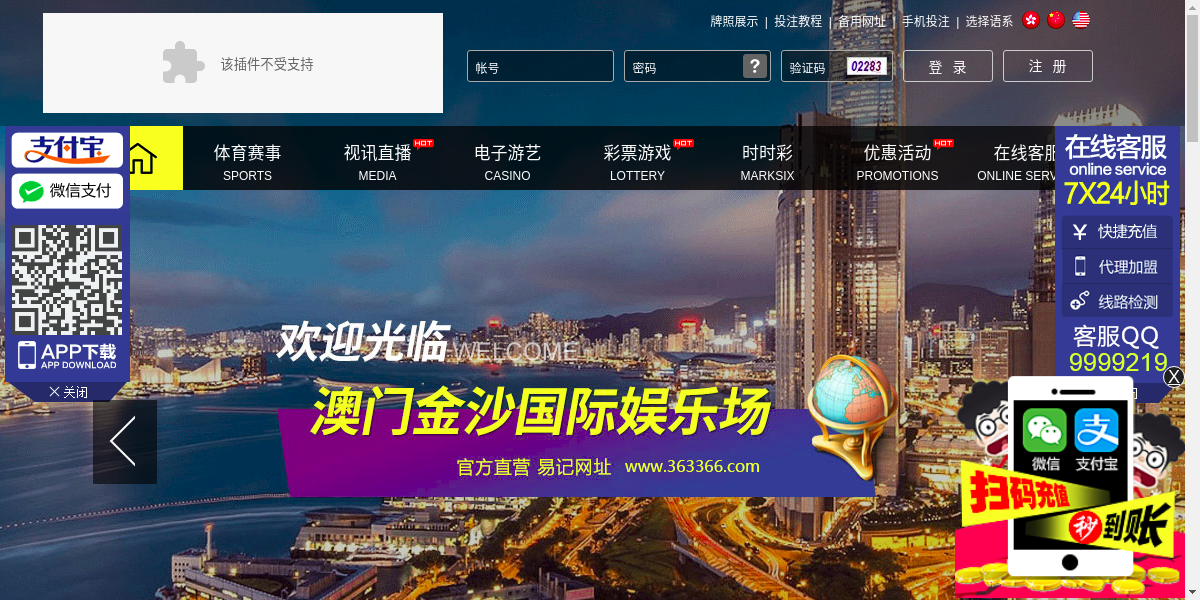 牌照展示 | 投注教程 | 备用网址 | 手机投注 | 选择语系
该插件不受支持
帐号
密码
?
验证码
02283
登 录
注 册
支付宝
微信支付
APP下载
APP DOWNLOAD
关闭
体育赛事
SPORTS
视讯直播
HOT
MEDIA
电子游艺
CASINO
彩票游戏
HOT
LOTTERY
时时彩
MARKSIX
优惠活动
HOT
PROMOTIONS
在线客服
ONLINE SERV
在线客服
online service
7X24小时
快捷充值
代理加盟
线路检测
客服QQ
9999219
X
欢迎光临
WELCOME
澳门金沙国际娱乐场
官方直营 易记网址 www.363366.com
微信
支付宝
扫码充值
秒到账